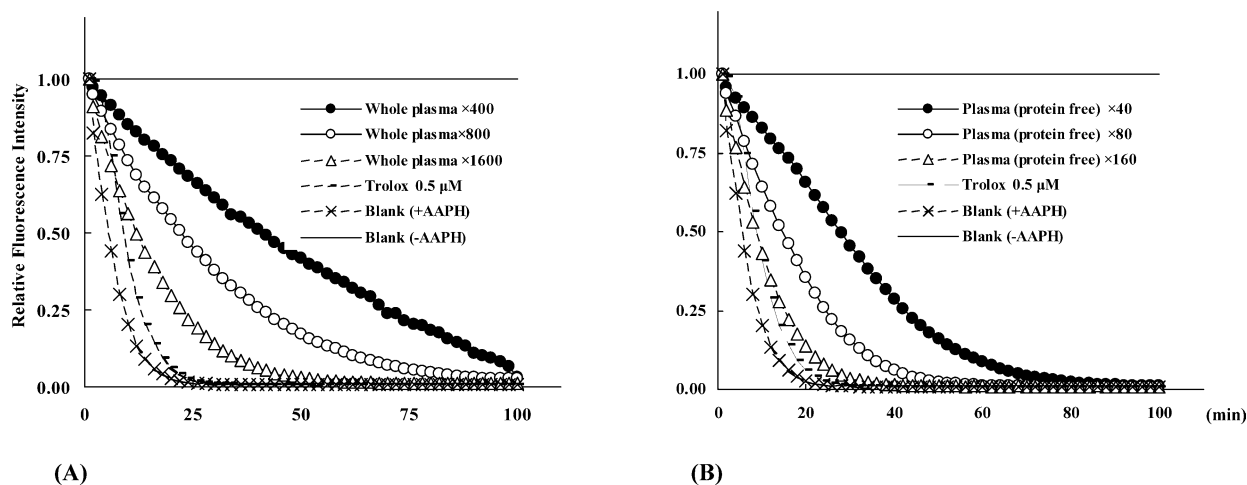 Relative Fluorescence Intensity
1.00
0.75
0.50
0.25
0.00
Whole plasma ×400
Whole plasma×800
Whole plasma ×1600
Trolox 0.5 μM
Blank (+AAPH)
Blank (-AAPH)
0 25 50 75 100
(A)
1.00
0.75
0.50
0.25
0.00
Plasma (protein free) ×40
Plasma (protein free) ×80
Plasma (protein free) ×160
Trolox 0.5 μM
Blank (+AAPH)
Blank (-AAPH)
0 20 40 60 80 100 (min)
(B)